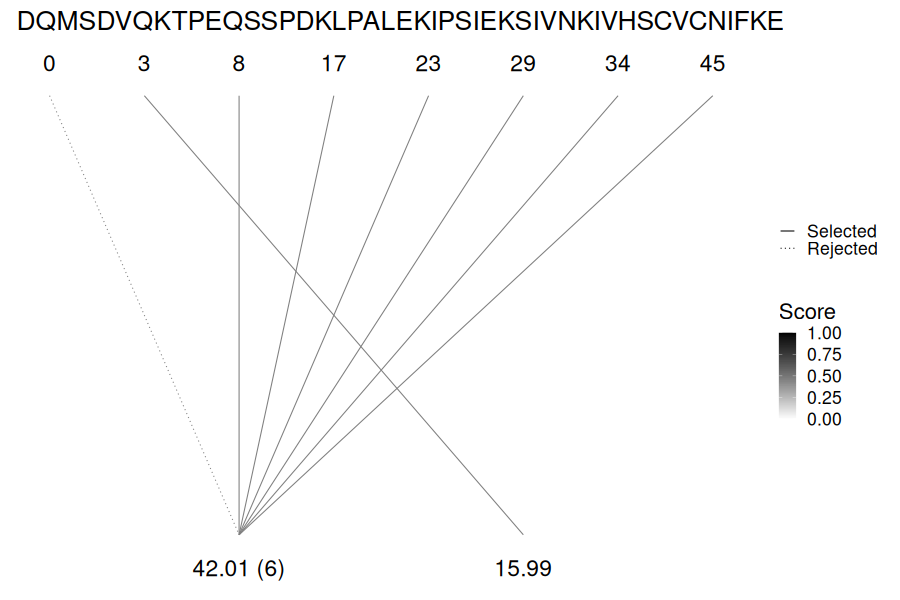 DQMSDVQKTPEQSSPDKLPALEKIPSIEKSIVNKIVHSCVCNIFKE
0 3 8 17 23 29 34 45
Selected
Rejected
Score
1.00
0.75
0.50
0.25
0.00
42.01 (6) 15.99